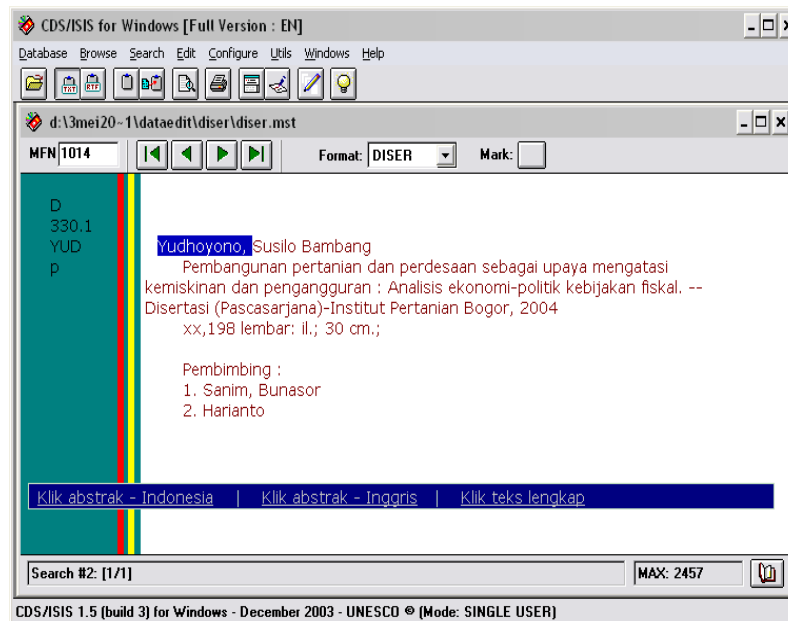 CDS/ISIS for Windows [Full Version : EN]
Database Browse Search Edit Configure Utils Windows Help
TXT RTF
d:\3mei20~1\dataedit\diser\diser.mst
MFN 1014 Format: DISER Mark:
D
330.1
YUD
p
Yudhoyono, Susilo Bambang
Pembangunan pertanian dan perdesaan sebagai upaya mengatasi
kemiskinan dan pengangguran : Analisis ekonomi-politik kebijakan fiskal. --
Disertasi (Pascasarjana)-Institut Pertanian Bogor, 2004
xx,198 lembar: il.; 30 cm.;
Pembimbing :
1. Sanim, Bunasor
2. Harianto
Klik abstrak - Indonesia | Klik abstrak - Inggris | Klik teks lengkap
Search #2: [1/1] MAX: 2457
CDS/ISIS 1.5 (build 3) for Windows - December 2003 - UNESCO © (Mode: SINGLE USER)